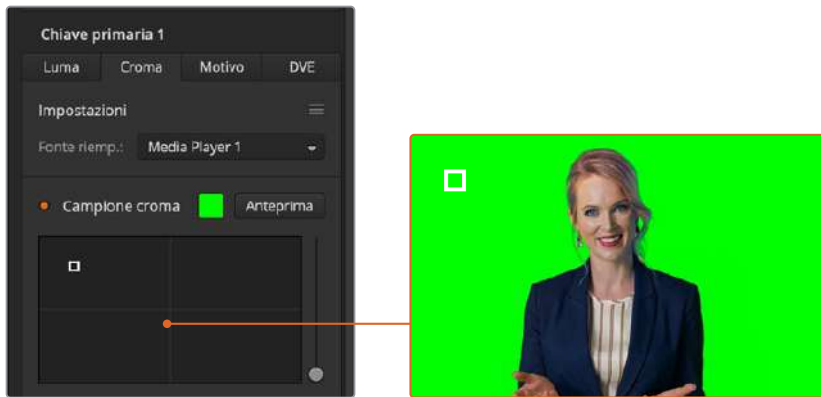 Chiave primaria 1
Luma Croma Motivo DVE
Impostazioni
Fonte riemp.: Media Player 1
Campione croma Anteprima